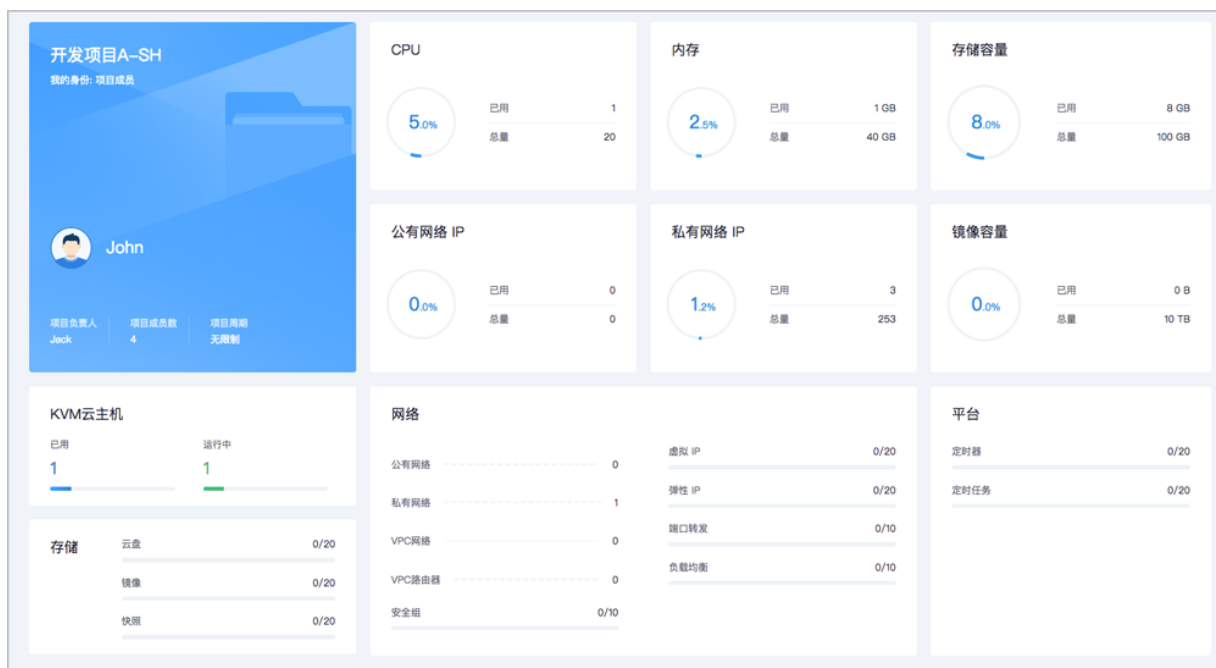 开发项目A-SH
我的身份: 项目成员
John
项目负责人 项目成员数 项目周期
Jack 4 无限制
CPU
5.0%
已用 1
总量 20
内存
2.5%
已用 1 GB
总量 40 GB
存储容量
8.0%
已用 8 GB
总量 100 GB
公有网络 IP
0.0%
已用 0
总量 0
私有网络 IP
1.2%
已用 3
总量 253
镜像容量
0.0%
已用 0 B
总量 10 TB
KVM云主机
已用 运行中
1 1
存储
云盘 0/20
镜像 0/20
快照 0/20
网络
公有网络 0
私有网络 1
VPC网络 0
VPC路由器 0
安全组 0/10
虚拟 IP 0/20
弹性 IP 0/20
端口转发 0/10
负载均衡 0/10
平台
定时器 0/20
定时任务 0/20